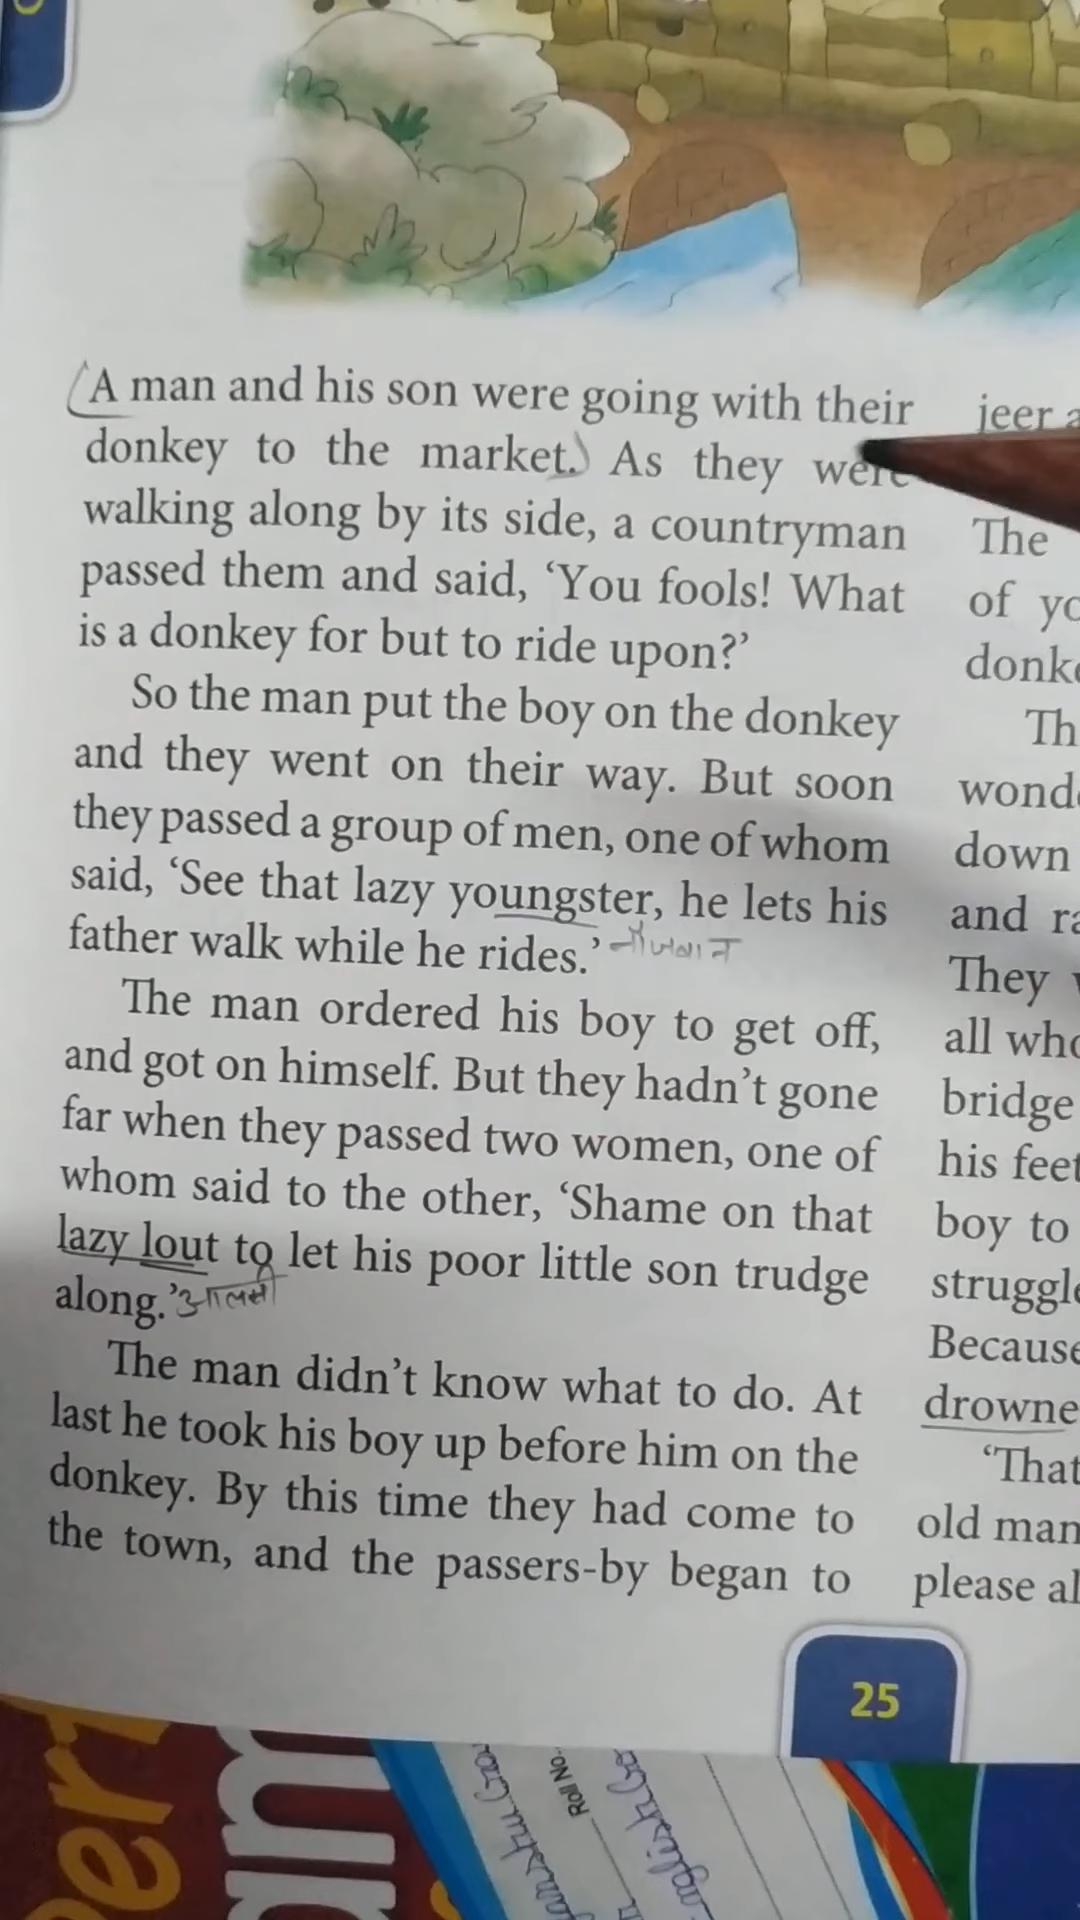 A man and his son were going with their
donkey to the market. As they were
walking along by its side, a countryman
passed them and said, ‘You fools! What
is a donkey for but to ride upon?’
So the man put the boy on the donkey
and they went on their way. But soon
they passed a group of men, one of whom
said, ‘See that lazy youngster, he lets his
father walk while he rides.’ नौजवान
The man ordered his boy to get off,
and got on himself. But they hadn’t gone
far when they passed two women, one of
whom said to the other, ‘Shame on that
lazy lout to let his poor little son trudge
along.’ आलसी
The man didn’t know what to do. At
last he took his boy up before him on the
donkey. By this time they had come to
the town, and the passers-by began to
jeer
The
of
Th
down
and
They
all
bridge
his feet
boy to
Because
drowne
‘That
old man
please
25
Roll No.